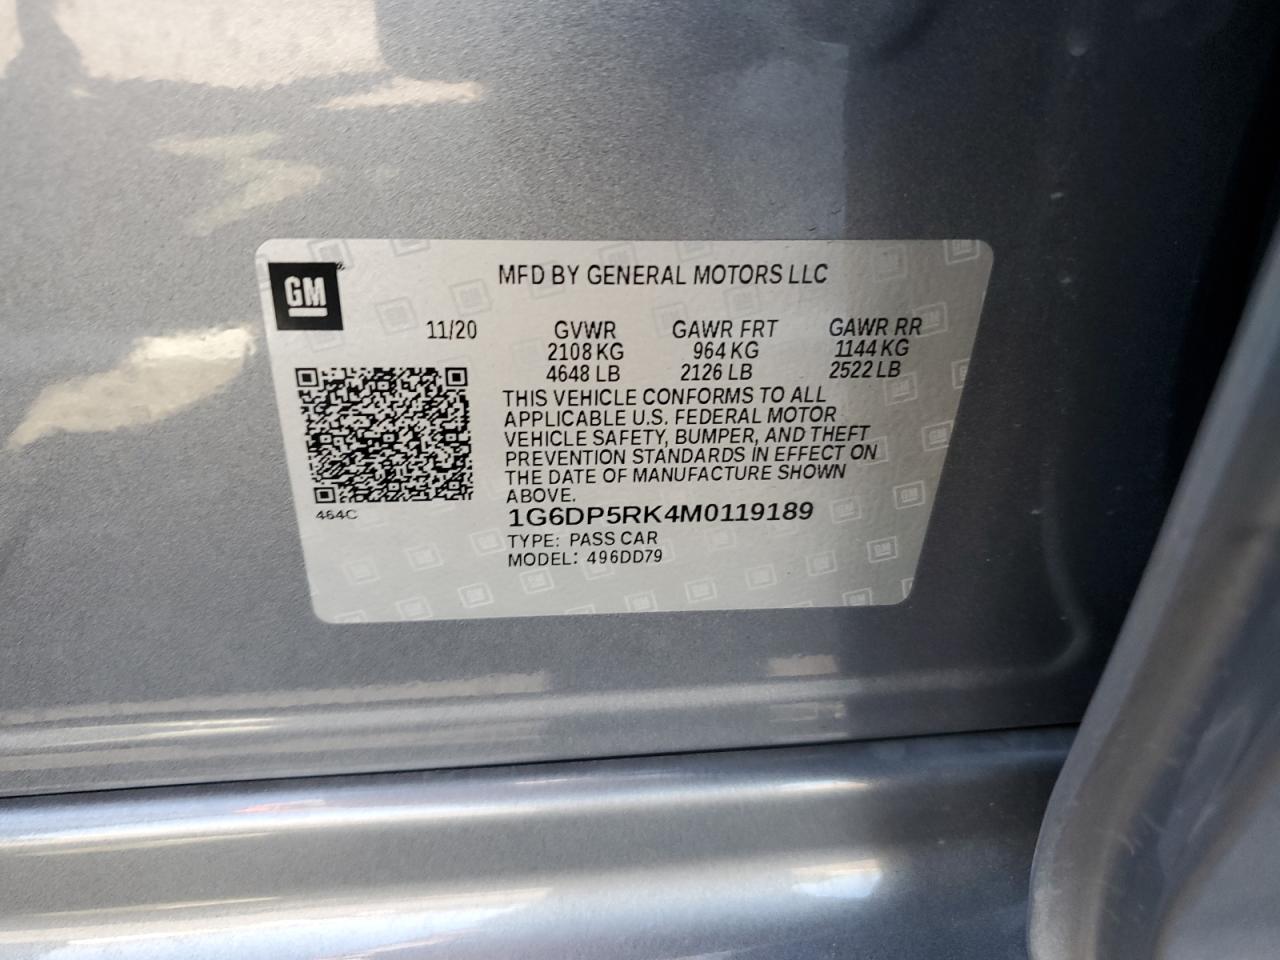 GM
MFD BY GENERAL MOTORS LLC
11/20 GVWR GAWR FRT GAWR RR
2108 KG 964 KG 1144 KG
4648 LB 2126 LB 2522 LB
THIS VEHICLE CONFORMS TO ALL
APPLICABLE U.S. FEDERAL MOTOR
VEHICLE SAFETY, BUMPER, AND THEFT
PREVENTION STANDARDS IN EFFECT ON
THE DATE OF MANUFACTURE SHOWN
ABOVE.
464C
1G6DP5RK4M0119189
TYPE: PASS CAR
MODEL: 496DD79